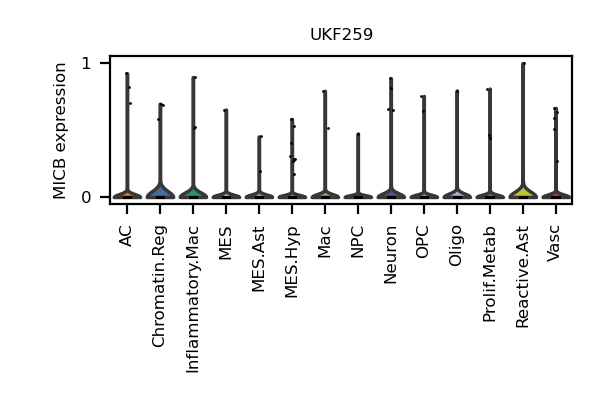 UKF259
MICB expression
1
0
AC
Chromatin.Reg
Inflammatory.Mac
MES
MES.Ast
MES.Hyp
Mac
NPC
Neuron
OPC
Oligo
Prolif.Metab
Reactive.Ast
Vasc